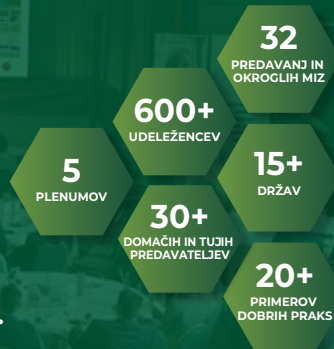 32
PREDAVANJ IN
OKROGLIH MIZ
600+
UDELEŽENCEV
5
PLENUMOV
15+
DRŽAV
30+
DOMAČIH IN TUJIH
PREDAVATELJEV
20+
PRIMEROV
DOBRIH PRAKS